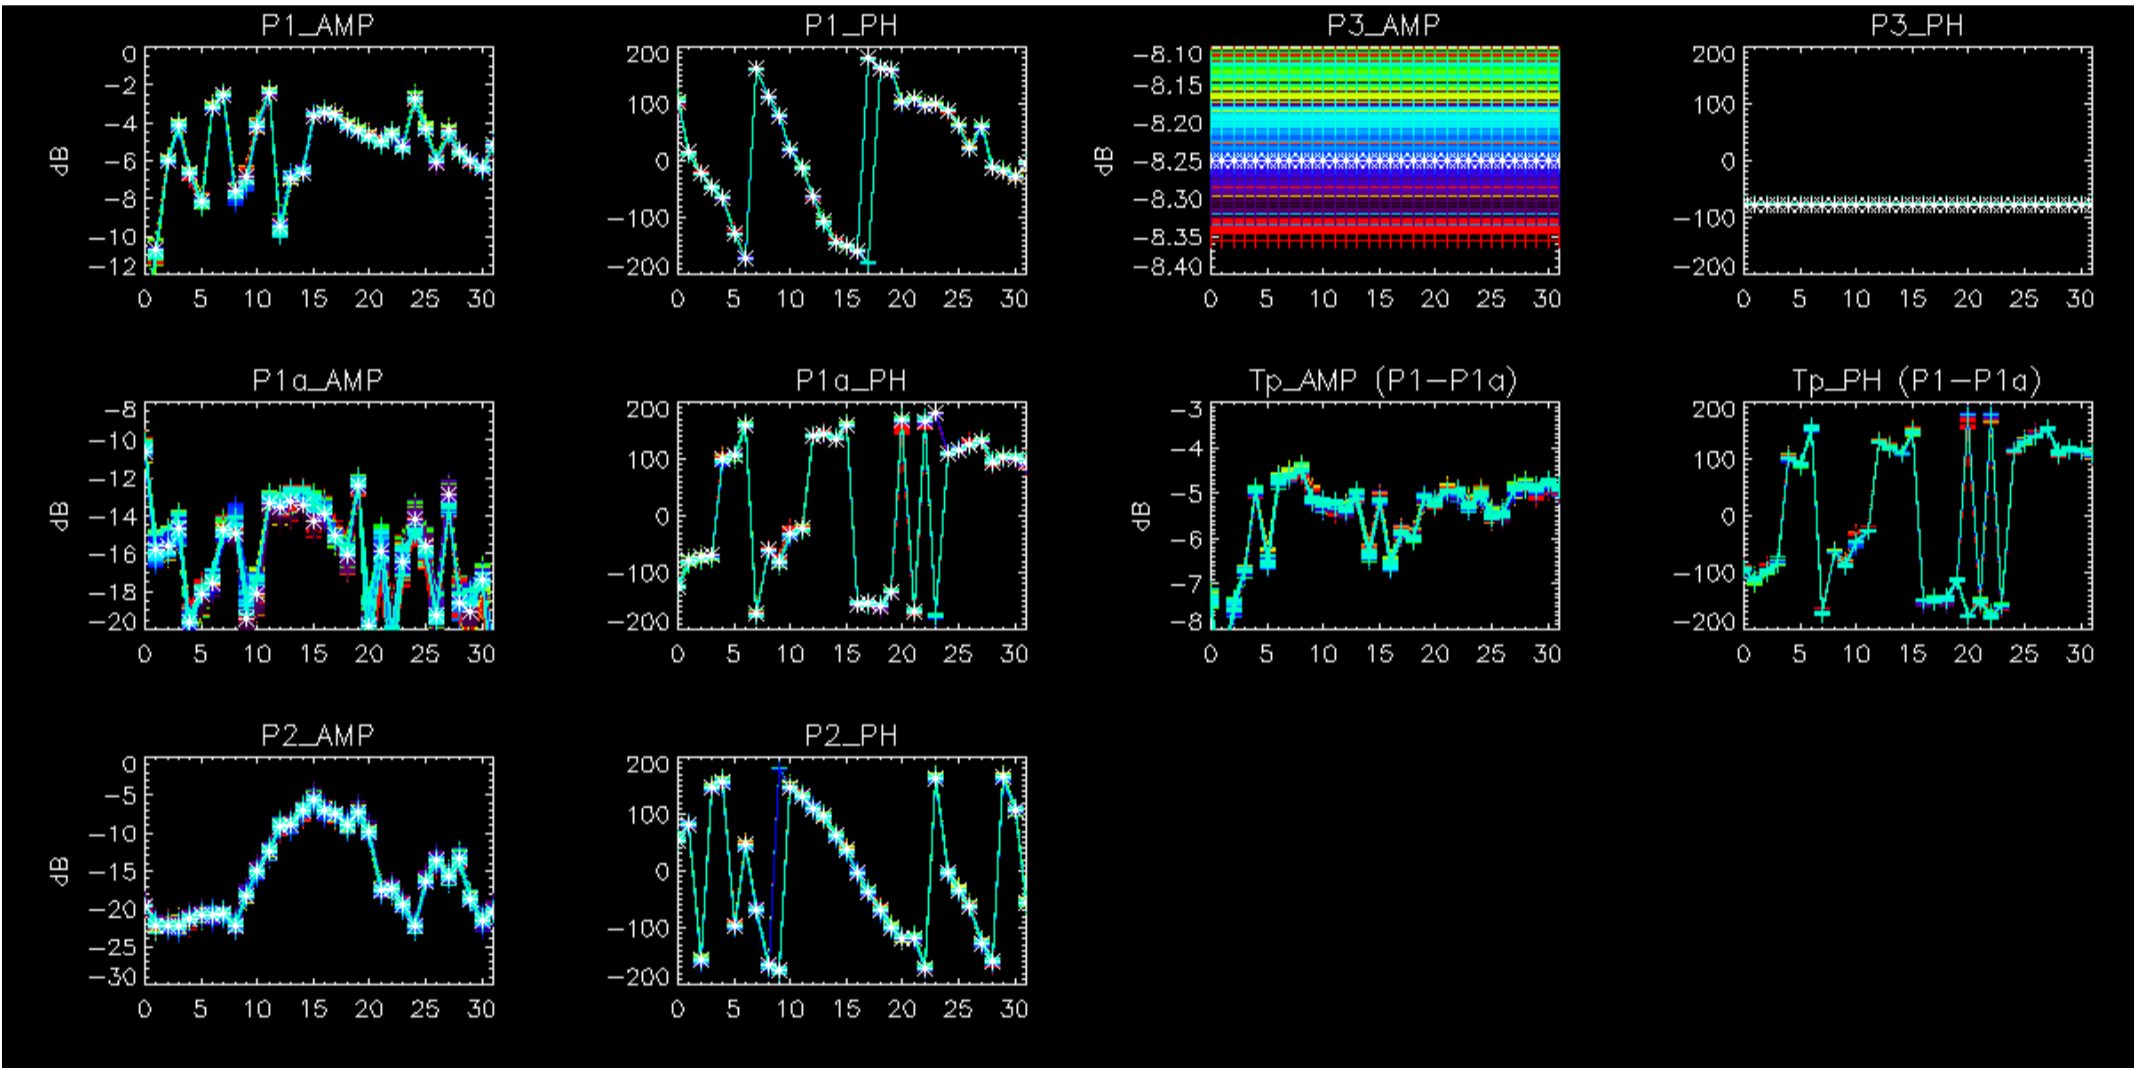 P1_AMP
P1_PH
P3_AMP
P3_PH
0
−2
−4
−6
−8
−10
−12
dB
0 5 10 15 20 25 30
200
100
0
−100
−200
0 5 10 15 20 25 30
−8.10
−8.15
−8.20
−8.25
−8.30
−8.35
−8.40
dB
0 5 10 15 20 25 30
200
100
0
−100
−200
0 5 10 15 20 25 30
P1a_AMP
P1a_PH
Tp_AMP (P1−P1a)
Tp_PH (P1−P1a)
−8
−10
−12
−14
−16
−18
−20
dB
0 5 10 15 20 25 30
200
100
0
−100
−200
0 5 10 15 20 25 30
−3
−4
−5
−6
−7
−8
dB
0 5 10 15 20 25 30
200
100
0
−100
−200
0 5 10 15 20 25 30
P2_AMP
P2_PH
0
−5
−10
−15
−20
−25
−30
dB
0 5 10 15 20 25 30
200
100
0
−100
−200
0 5 10 15 20 25 30